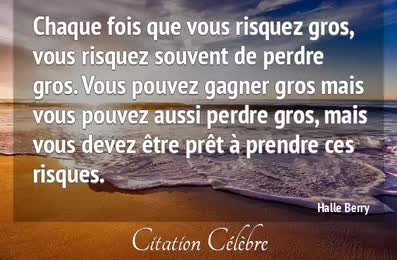 Chaque fois que vous risquez gros,
vous risquez souvent de perdre
gros. Vous pouvez gagner gros mais
vous pouvez aussi perdre gros, mais
vous devez être prêt à prendre ces
risques.
Halle Berry
Citation Célèbre